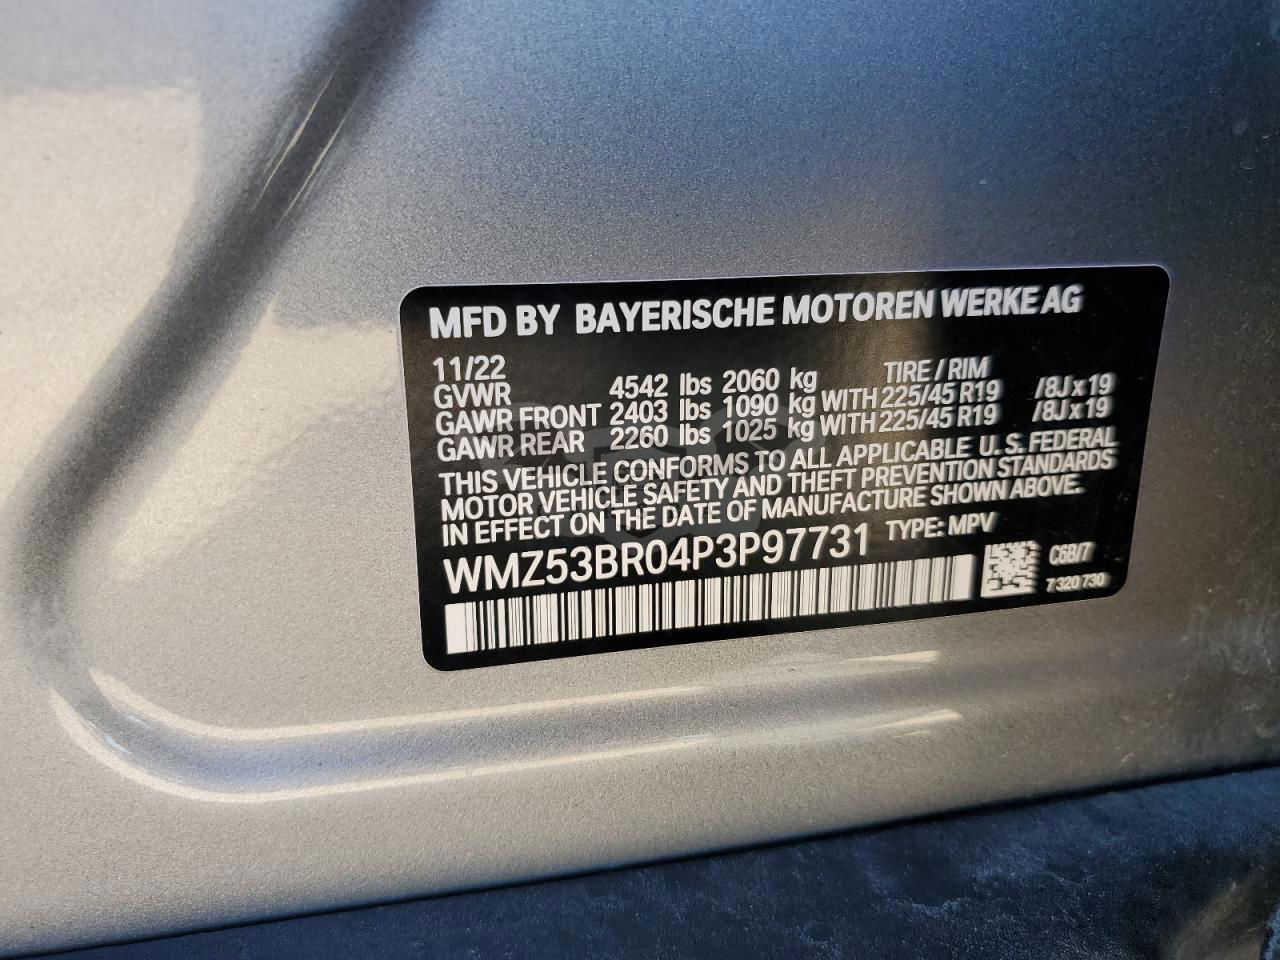 MFD BY BAYERISCHE MOTOREN WERKE AG
11/22 TIRE / RIM
GVWR 4542 lbs 2060 kg
GAWR FRONT 2403 lbs 1090 kg WITH 225/45 R19 /8J x 19
GAWR REAR 2260 lbs 1025 kg WITH 225/45 R19 /8J x 19
THIS VEHICLE CONFORMS TO ALL APPLICABLE U.S. FEDERAL
MOTOR VEHICLE SAFETY AND THEFT PREVENTION STANDARDS
IN EFFECT ON THE DATE OF MANUFACTURE SHOWN ABOVE.
WMZ53BR04P3P97731 TYPE: MPV
C6B/7
7 320 730